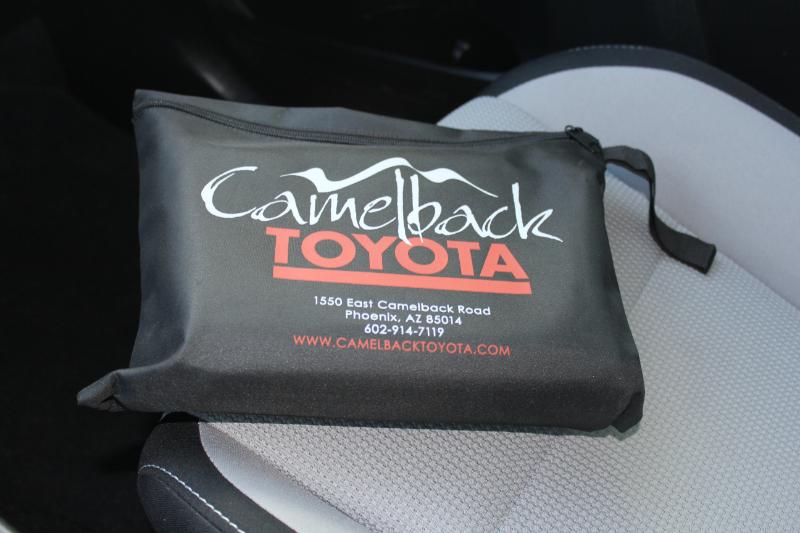 Camelback
TOYOTA
1550 East Camelback Road
Phoenix, AZ 85014
602-914-7119
WWW.CAMELBACKTOYOTA.COM